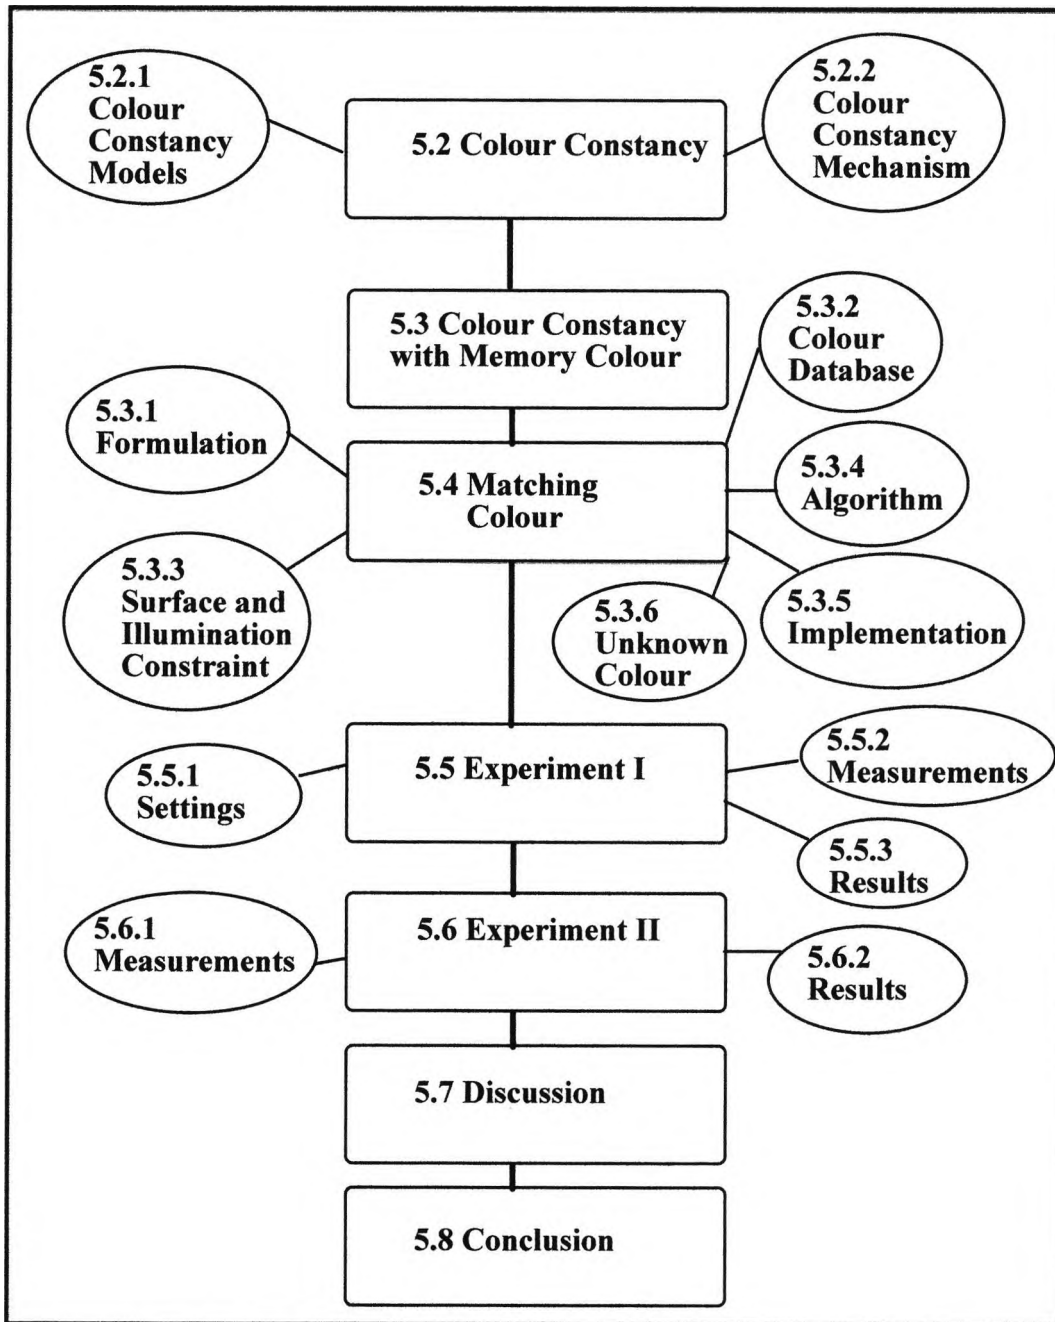 5.2.1
Colour
Constancy
Models
5.2 Colour Constancy
5.2.2
Colour
Constancy
Mechanism
5.3 Colour Constancy
with Memory Colour
5.3.2
Colour
Database
5.3.1
Formulation
5.4 Matching
Colour
5.3.4
Algorithm
5.3.3
Surface and
Illumination
Constraint
5.3.6
Unknown
Colour
5.3.5
Implementation
5.5 Experiment I
5.5.1
Settings
5.5.2
Measurements
5.5.3
Results
5.6.1
Measurements
5.6 Experiment II
5.6.2
Results
5.7 Discussion
5.8 Conclusion